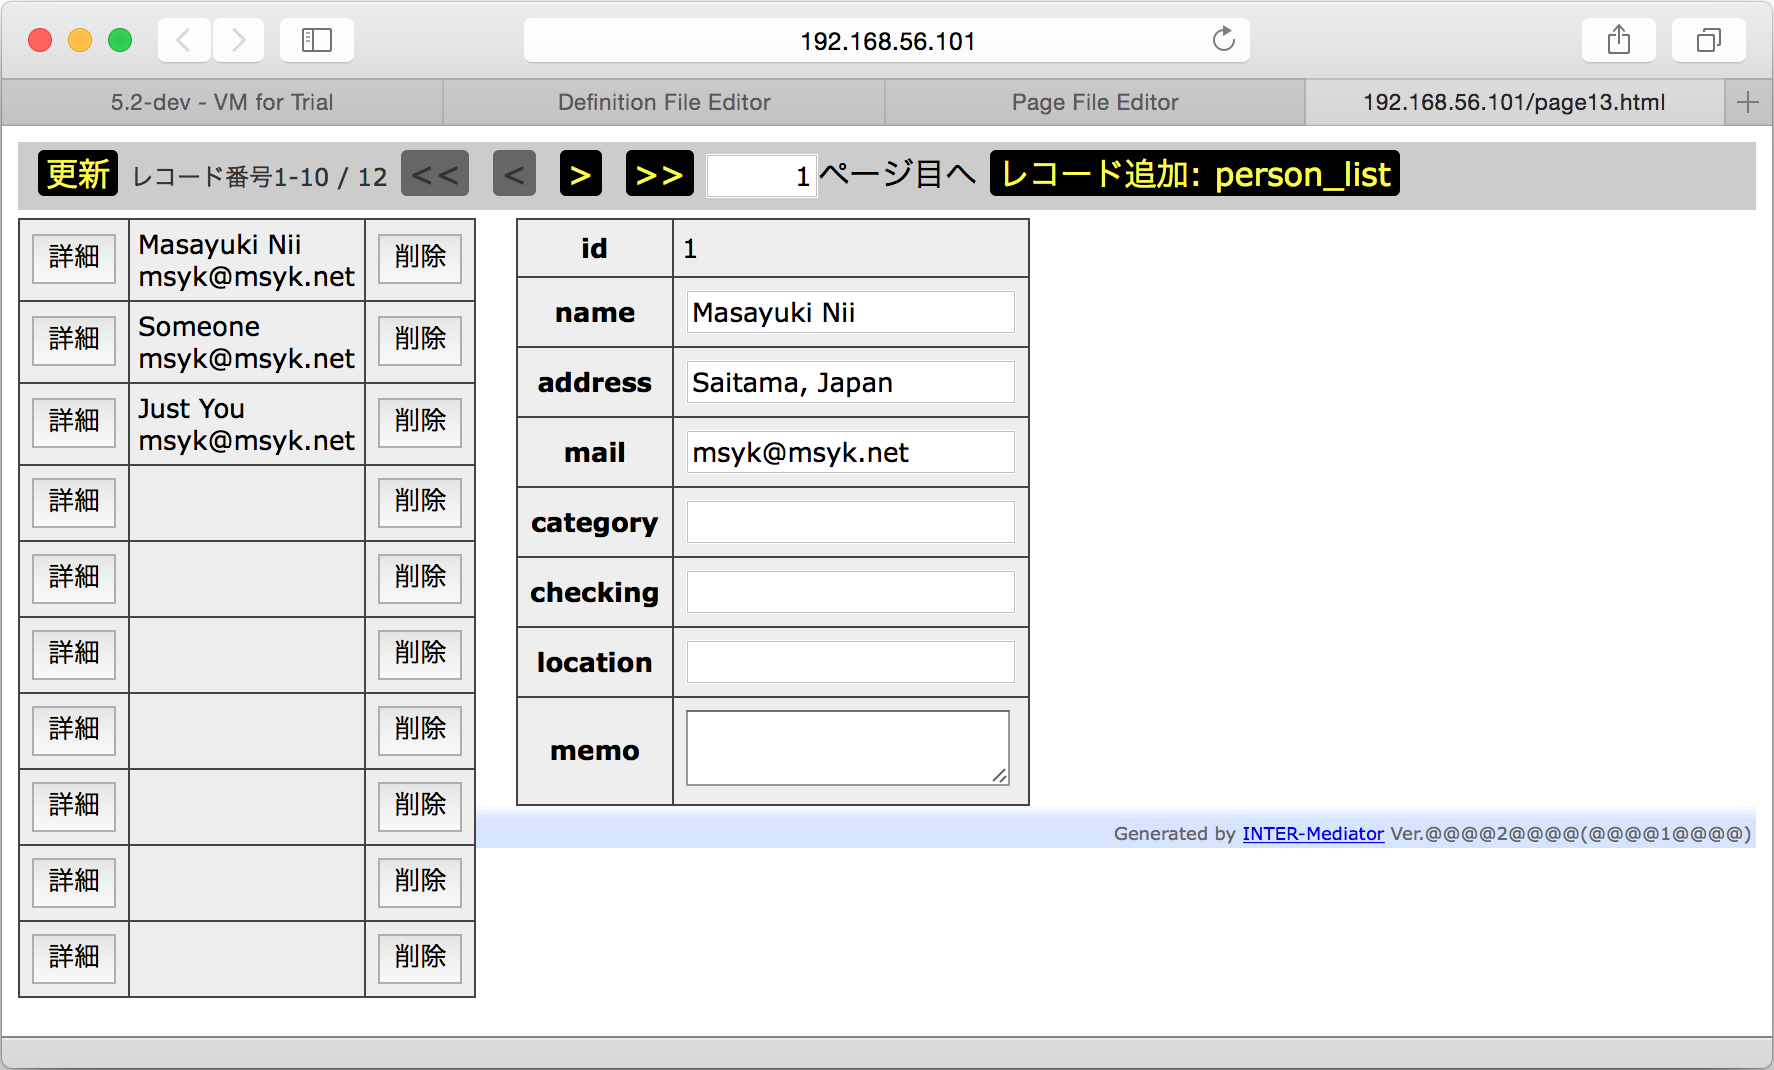 192.168.56.101
5.2-dev - VM for Trial
Definition File Editor
Page File Editor
192.168.56.101/page13.html
更新 レコード番号1-10 / 12 << < > >> 1 ページ目へ レコード追加: person_list
詳細
Masayuki Nii
msyk@msyk.net
削除
詳細
Someone
msyk@msyk.net
削除
詳細
Just You
msyk@msyk.net
削除
詳細 削除
詳細 削除
詳細 削除
詳細 削除
詳細 削除
詳細 削除
詳細 削除
id 1
name Masayuki Nii
address Saitama, Japan
mail msyk@msyk.net
category
checking
location
memo
Generated by INTER-Mediator Ver.@@@@2@@@@(@@@@1@@@@)